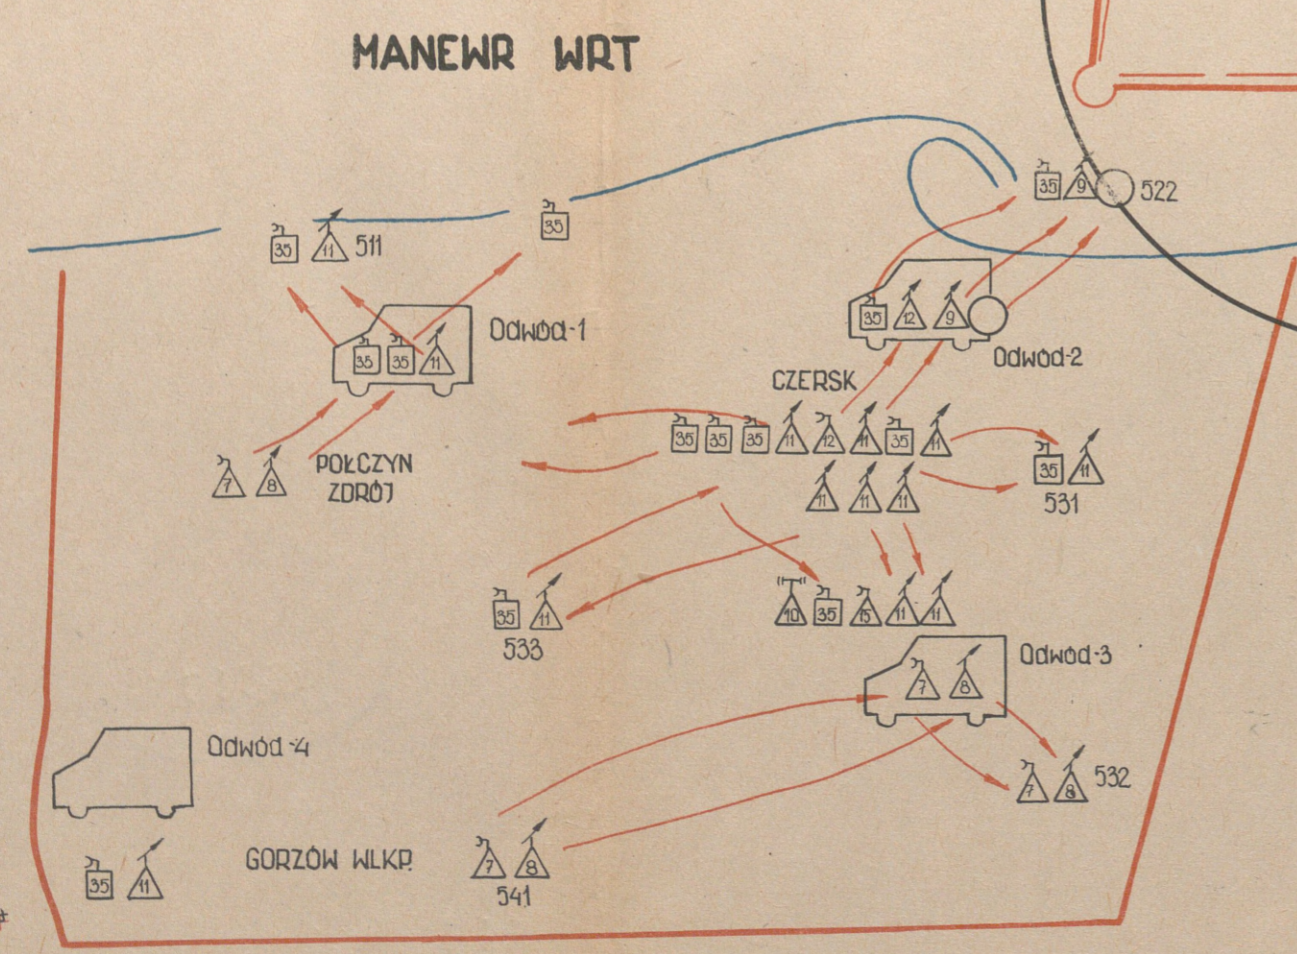 MANEWR WRT
35 9 522
35 11 511
35
35 12 9
Odwód-1
35 35 11
Odwód-2
CZERSK
35 35 35 11 12 11 35 11
35 11
531
7 8
POŁCZYN
ZDRÓJ
11 11 11
10 35 15 11 11
35 11
533
Odwód-3
7 8
Odwód-4
7 8 532
GORZÓW WLKP.
7 8
541
35 11